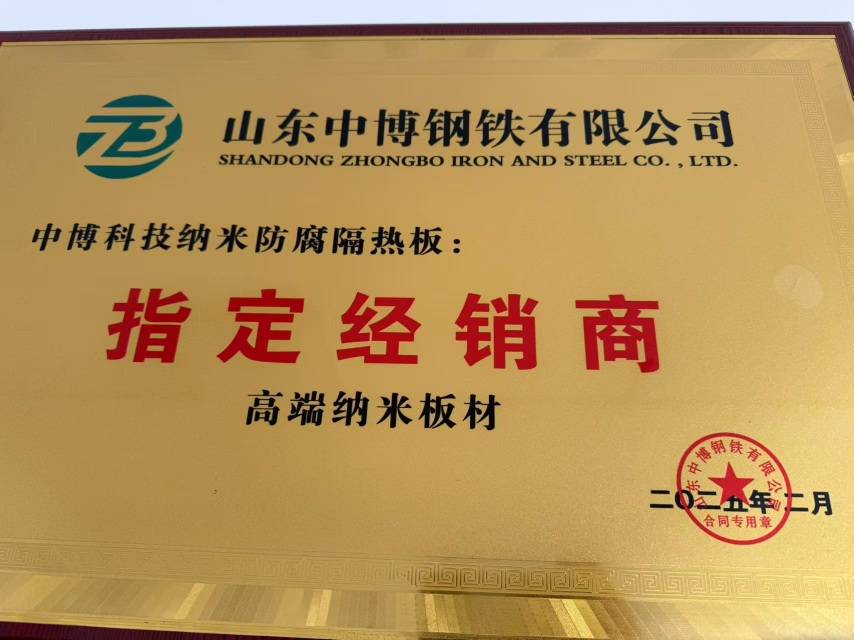 ZB
山东中博钢铁有限公司
SHANDONG ZHONGBO IRON AND STEEL CO. , LTD.
中博科技纳米防腐隔热板：
指定经销商
高端纳米板材
山东中博钢铁有限公司
二〇二五年 二月
合同专用章